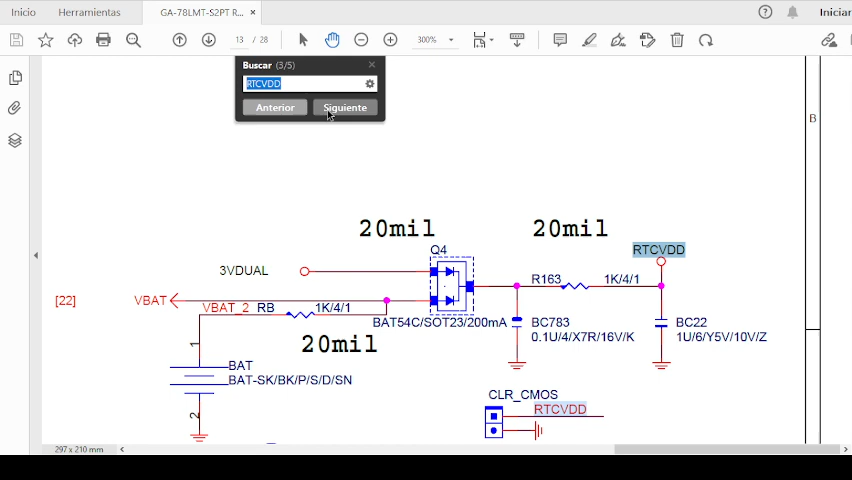 Inicio Herramientas GA-78LMT-S2PT R... × Iniciar
13 / 28 300%
Buscar (3/5) ×
RTCVDD
Anterior Siguiente
B
20mil 20mil
Q4 RTCVDD
3VDUAL R163 1K/4/1
[22] VBAT VBAT_2 RB 1K/4/1
BAT54C/SOT23/200mA BC783 BC22
0.1U/4/X7R/16V/K 1U/6/Y5V/10V/Z
20mil
1
BAT
BAT-SK/BK/P/S/D/SN
CLR_CMOS
RTCVDD
2
297 x 210 mm